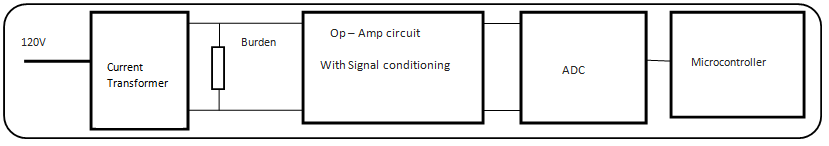 120V
Current
Transformer
Burden
Op – Amp circuit
With Signal conditioning
ADC
Microcontroller